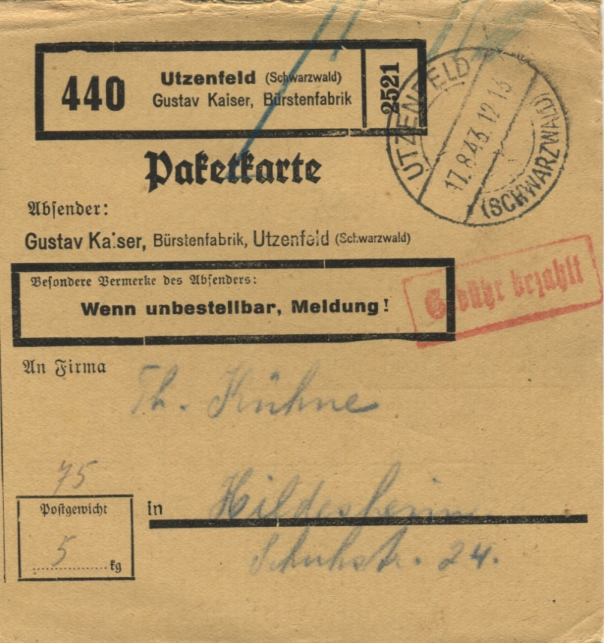 440
Utzenfeld (Schwarzwald)
Gustav Kaiser, Bürstenfabrik
2521
UTZENFELD
17.8.43.12-13
(SCHWARZWALD)
Paketkarte
Absender:
Gustav Kaiser, Bürstenfabrik, Utzenfeld (Schwarzwald)
Besondere Vermerke des Absenders:
Wenn unbestellbar, Meldung!
Gebühr bezahlt
An Firma
Th. Kühne
75
Postgewicht
5 kg
in Hildesheim
Schuhstr. 24.